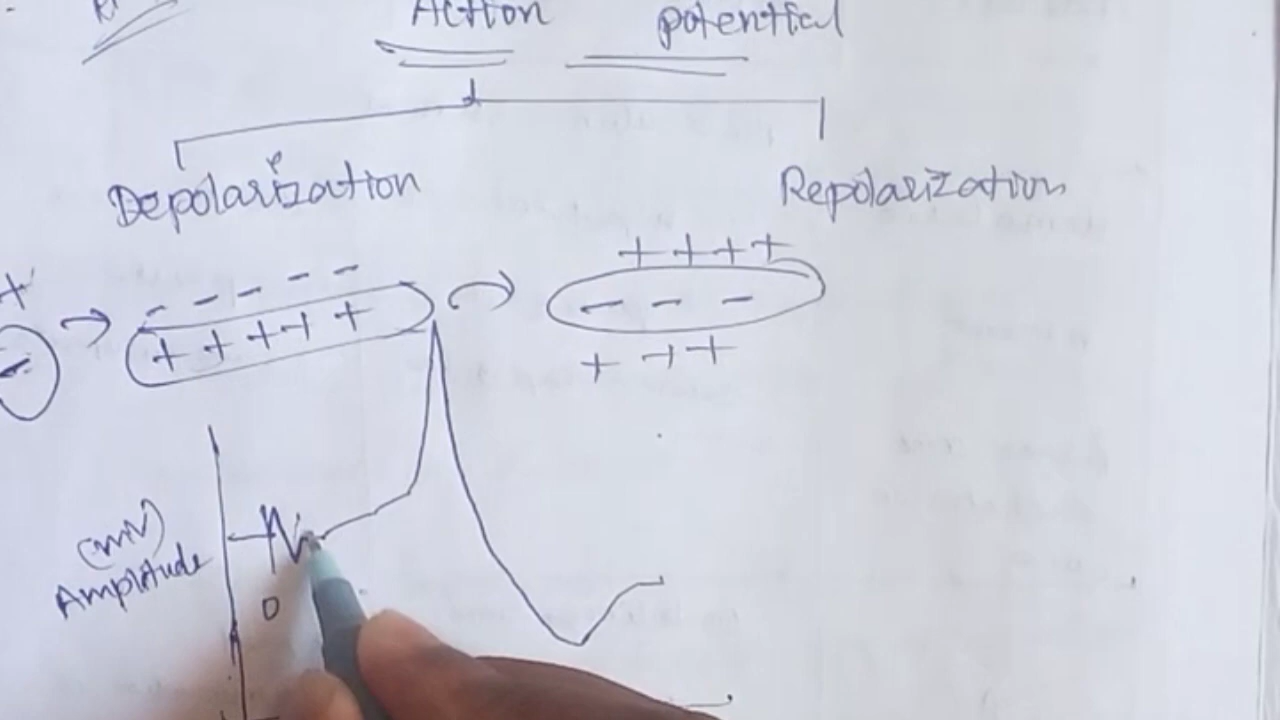 Action potential
Depolarization Repolarization
+ + + +
+ - - - - -
- + + + + + - - -
+ + +
(mv)
Amplitude
0